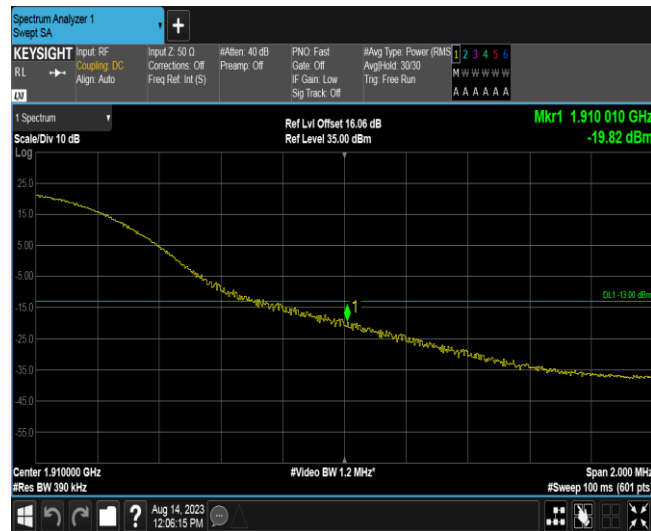 Spectrum Analyzer 1
Swept SA
+
KEYSIGHT
RL
LXI
Input: RF
Coupling: DC
Align: Auto
Input Z: 50 Ω
Corrections: Off
Freq Ref: Int (S)
#Atten: 40 dB
Preamp: Off
PNO: Fast
Gate: Off
IF Gain: Low
Sig Track: Off
#Avg Type: Power (RMS
Avg|Hold: 30/30
Trig: Free Run
1 2 3 4 5 6
M W W W W W
A A A A A A
1 Spectrum
Scale/Div 10 dB
Log
Ref Lvl Offset 16.06 dB
Ref Level 35.00 dBm
Mkr1 1.910 010 GHz
-19.82 dBm
25.0
15.0
5.00
-5.00
DL1 -13.00 dBm
-15.0
1
-25.0
-35.0
-45.0
-55.0
Center 1.910000 GHz
#Res BW 390 kHz
#Video BW 1.2 MHz*
Span 2.000 MHz
#Sweep 100 ms (601 pts)
?
Aug 14, 2023
12:06:15 PM